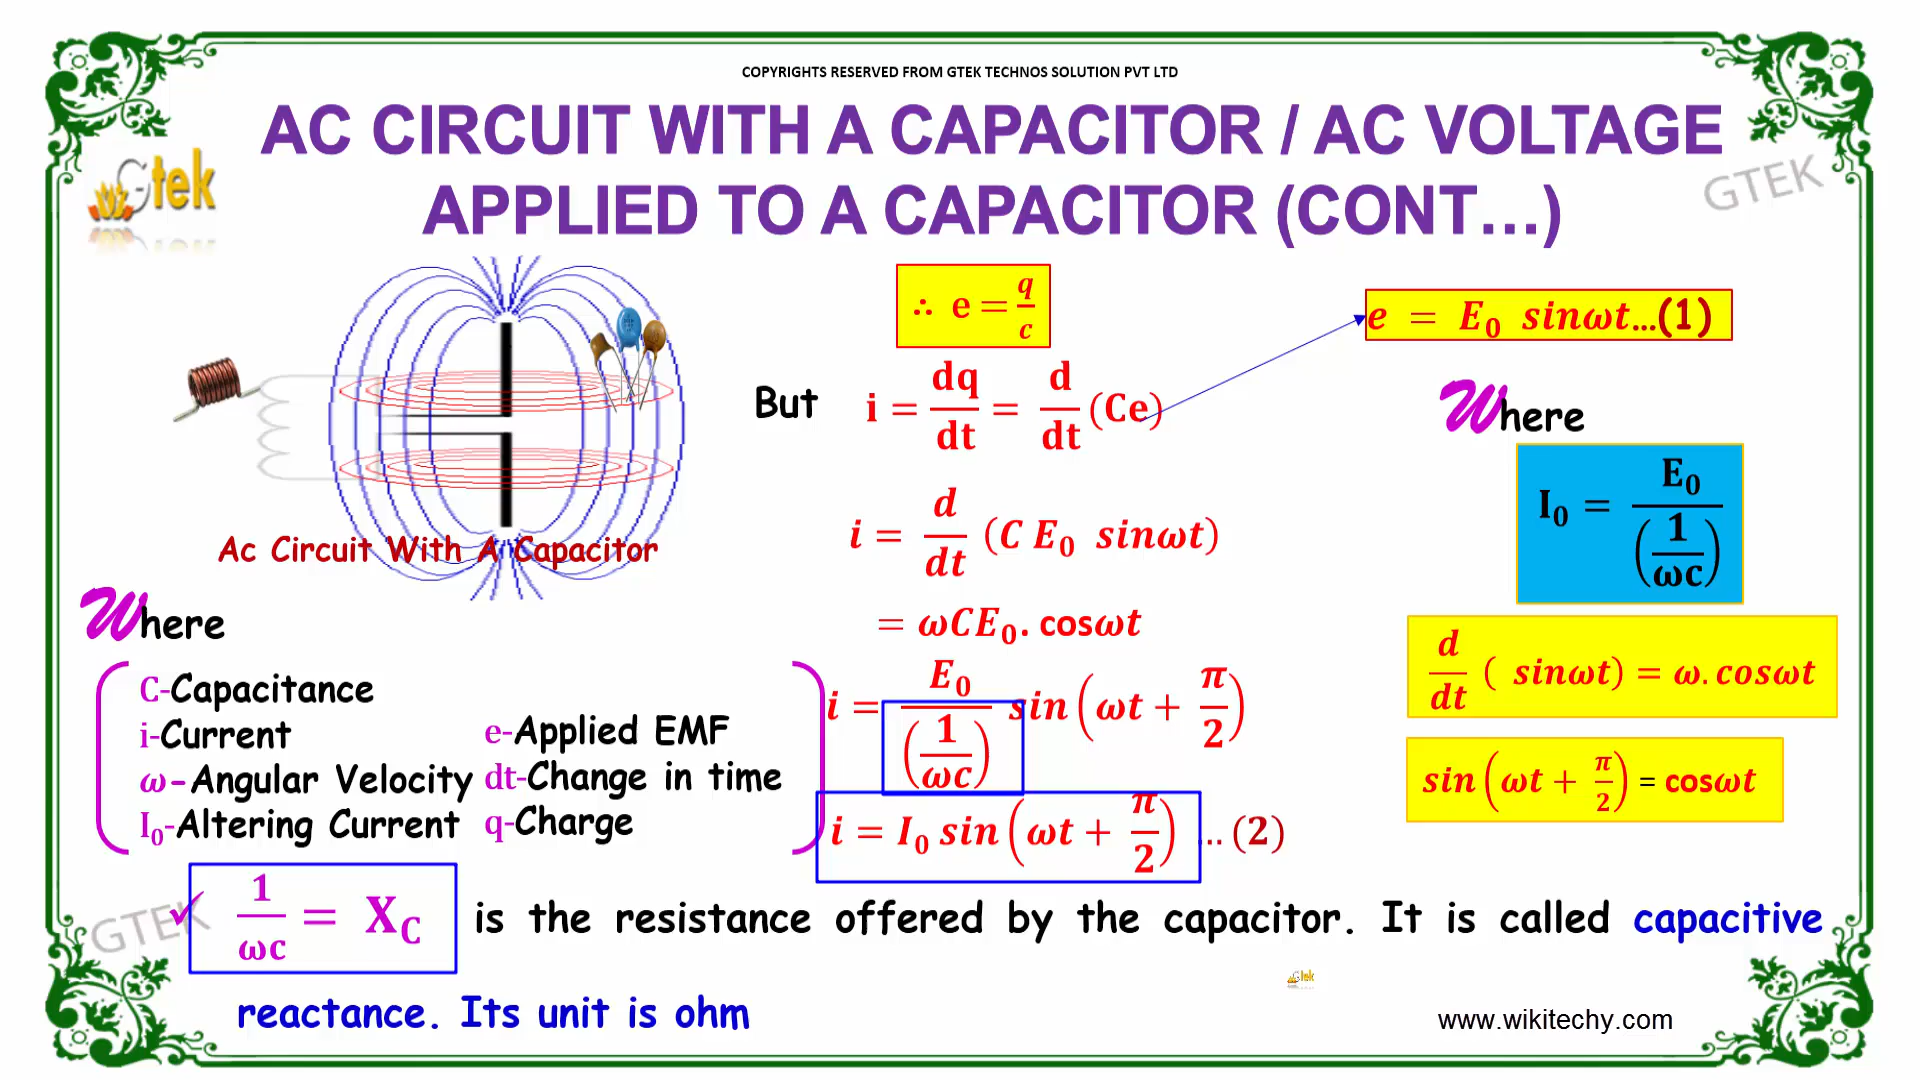 COPYRIGHTS RESERVED FROM GTEK TECHNOS SOLUTION PVT LTD
AC CIRCUIT WITH A CAPACITOR / AC VOLTAGE
APPLIED TO A CAPACITOR (CONT...)
Gtek
GTEK
∴ e = q/c
e = E₀ sinωt...(1)
But i = dq/dt = d/dt (Ce)
Where
I₀ = E₀/(1/ωc)
i = d/dt (C E₀ sinωt)
Ac Circuit With A Capacitor
= ωCE₀. cosωt
Where
d/dt ( sinωt) = ω. cosωt
i = E₀/(1/ωc) sin(ωt + π/2)
C-Capacitance
i-Current
ω-Angular Velocity
I₀-Altering Current
e-Applied EMF
dt-Change in time
q-Charge
sin(ωt + π/2) = cosωt
i = I₀ sin(ωt + π/2) ... (2)
GTEK
✓ 1/ωc = X_C is the resistance offered by the capacitor. It is called capacitive
reactance. Its unit is ohm
Gtek
www.wikitechy.com